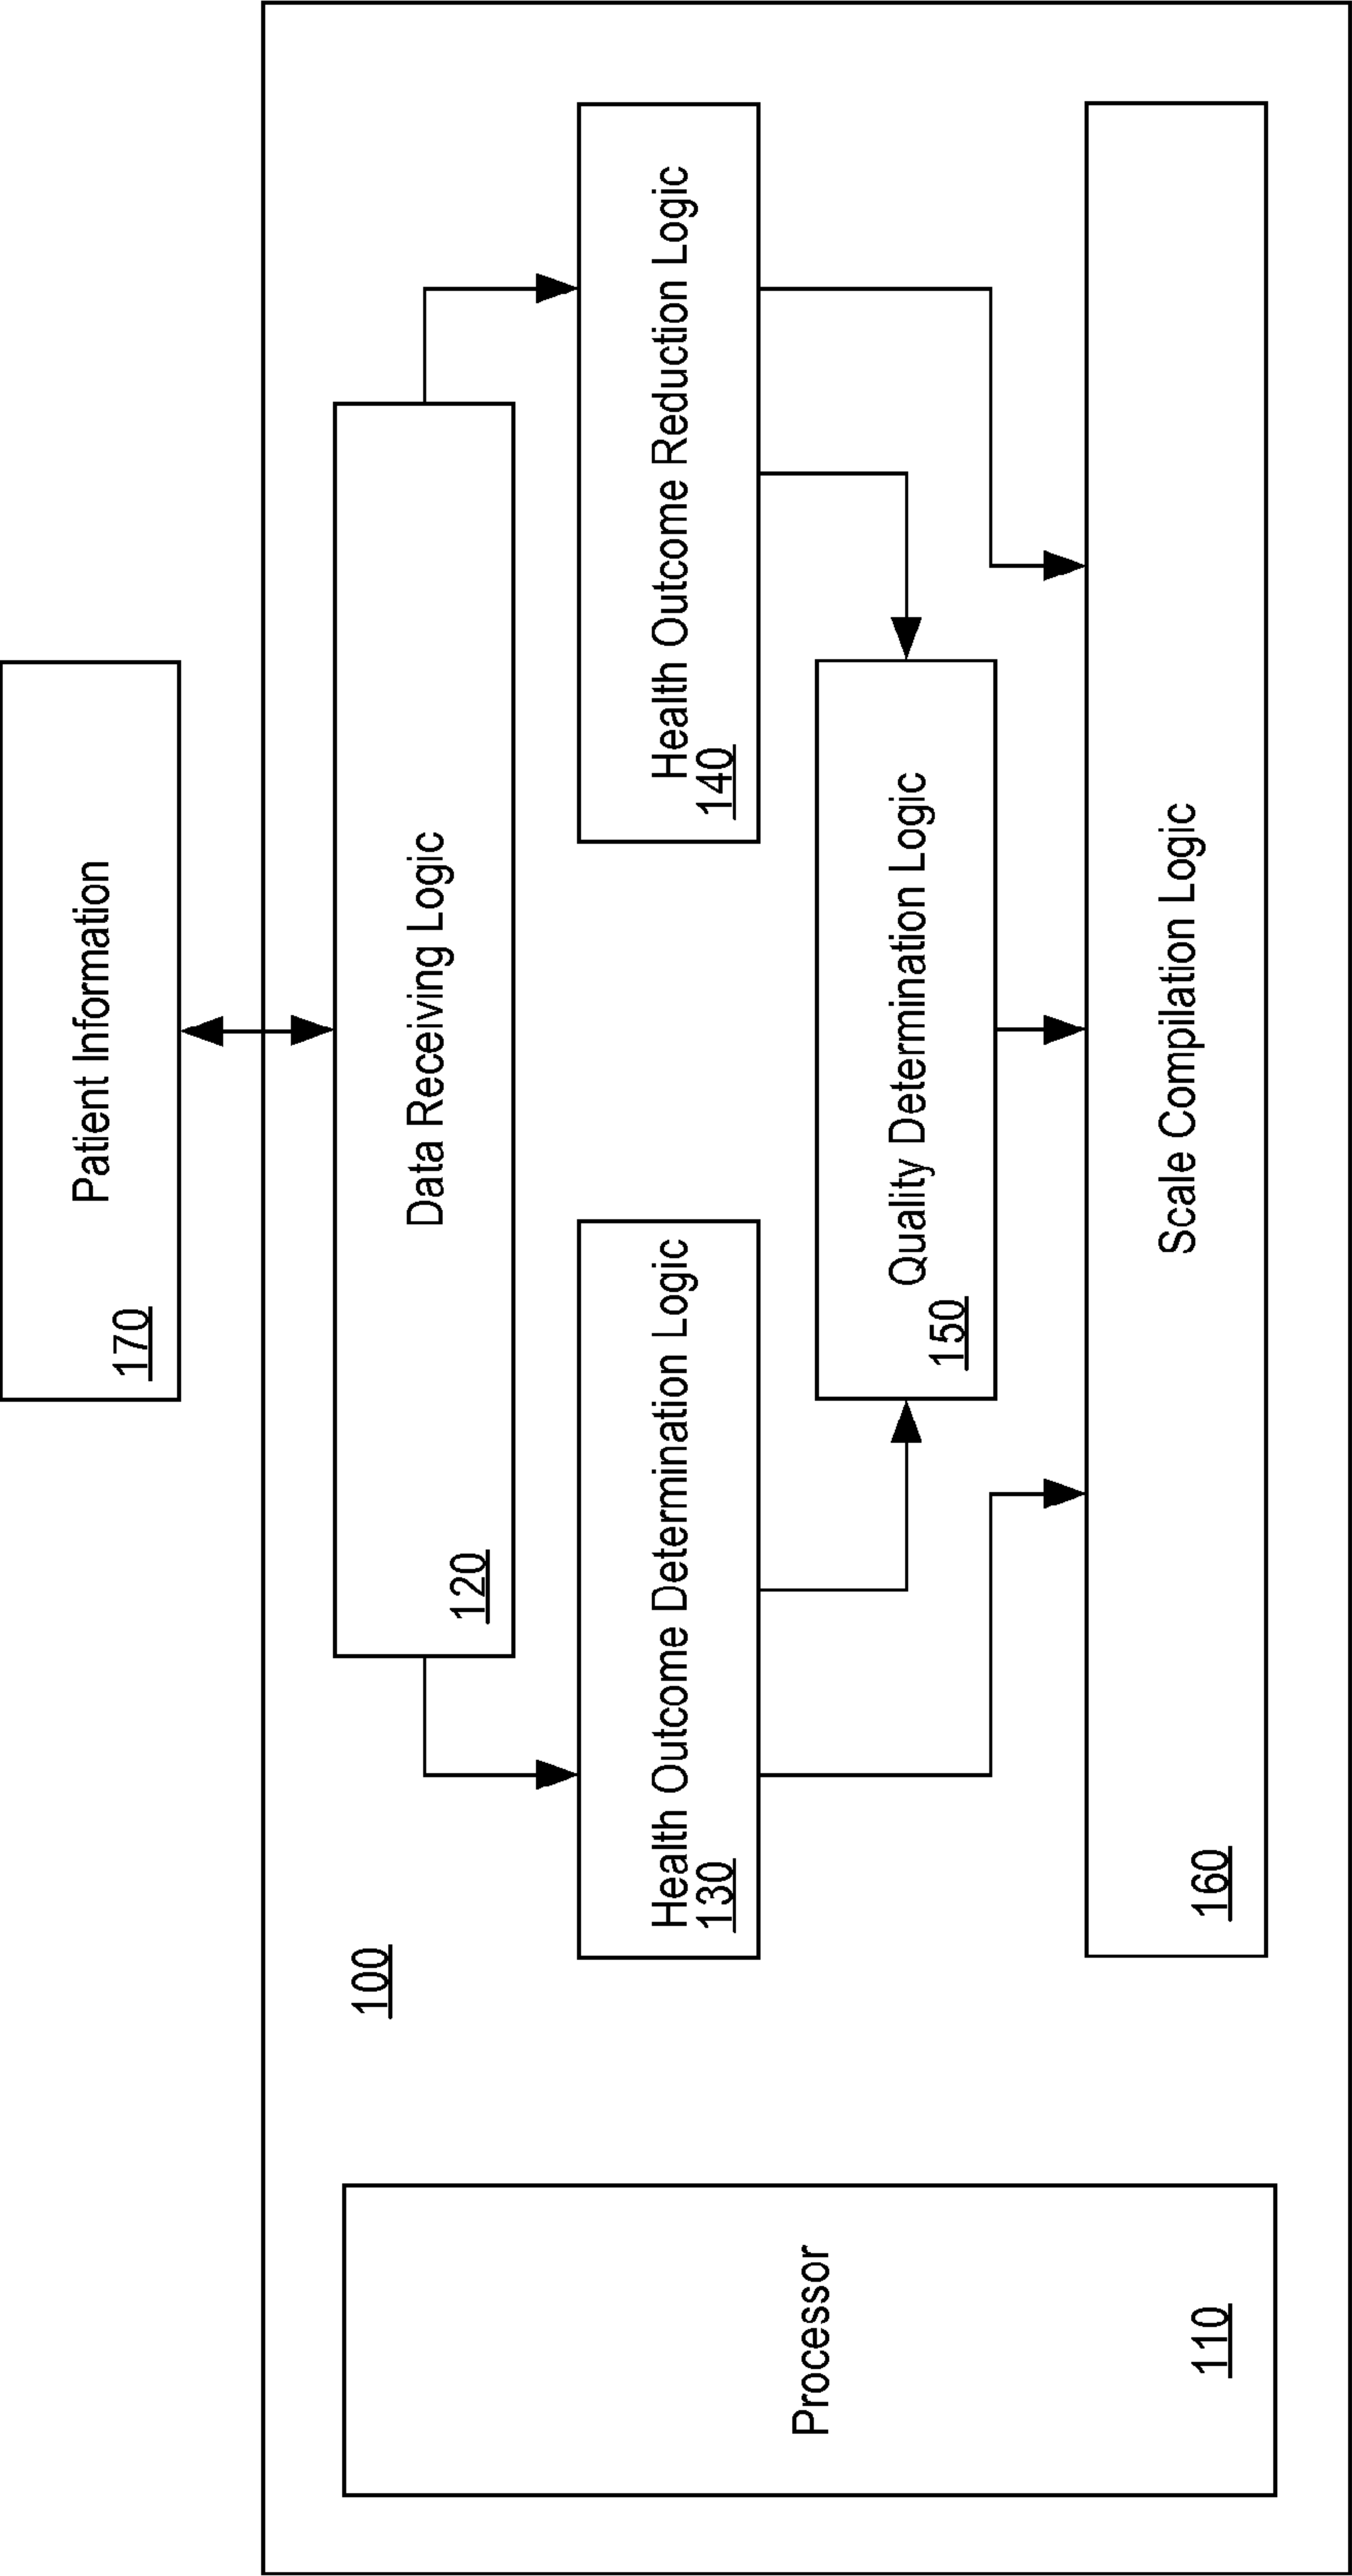 Patient Information
170
100
Data Receiving Logic
120
Health Outcome Determination Logic
130
Health Outcome Reduction Logic
140
Quality Determination Logic
150
Scale Compilation Logic
160
Processor
110